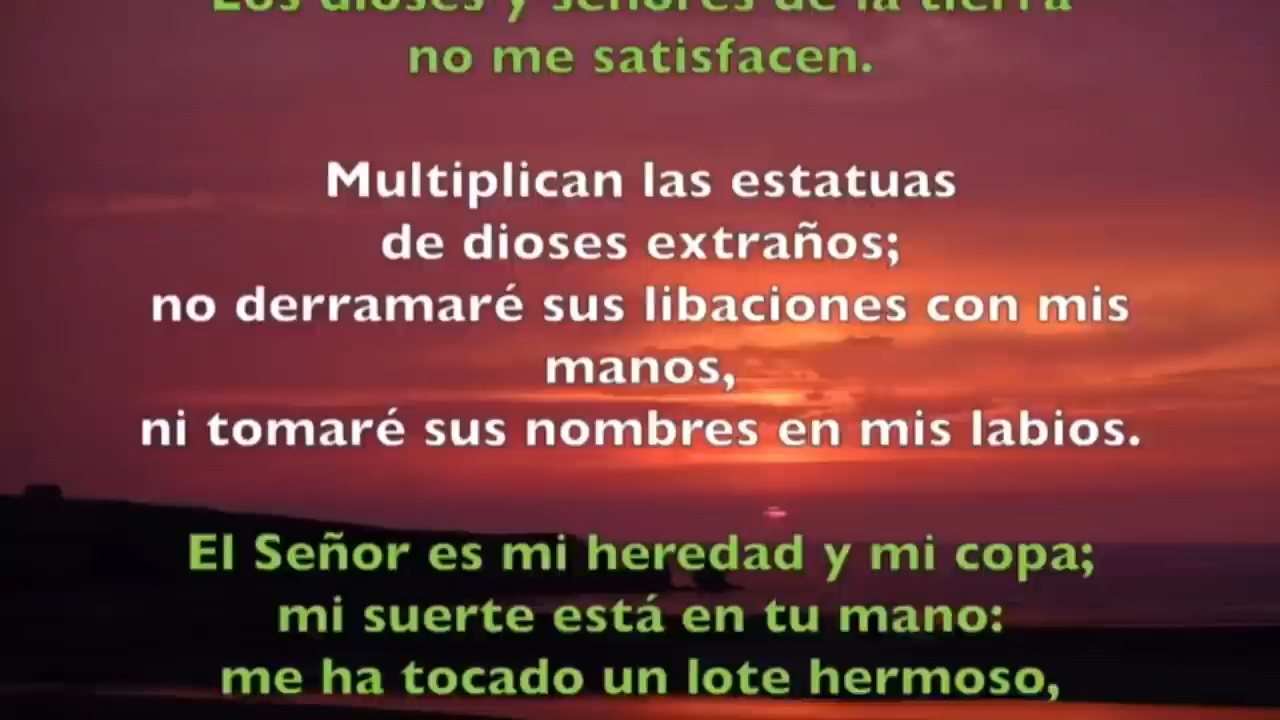 Los dioses y señores de la tierra
no me satisfacen.
Multiplican las estatuas
de dioses extraños;
no derramaré sus libaciones con mis
manos,
ni tomaré sus nombres en mis labios.
El Señor es mi heredad y mi copa;
mi suerte está en tu mano:
me ha tocado un lote hermoso,